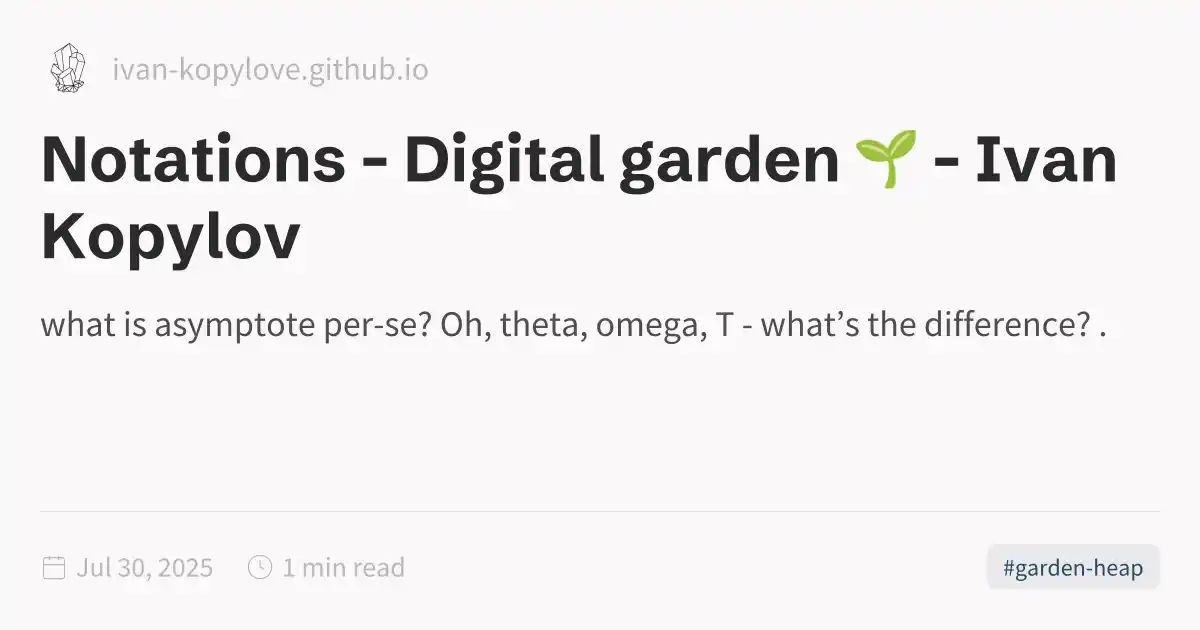 ivan-kopylove.github.io
Notations - Digital garden 🌱 - Ivan
Kopylov
what is asymptote per-se? Oh, theta, omega, T - what’s the difference? .
Jul 30, 2025 1 min read #garden-heap